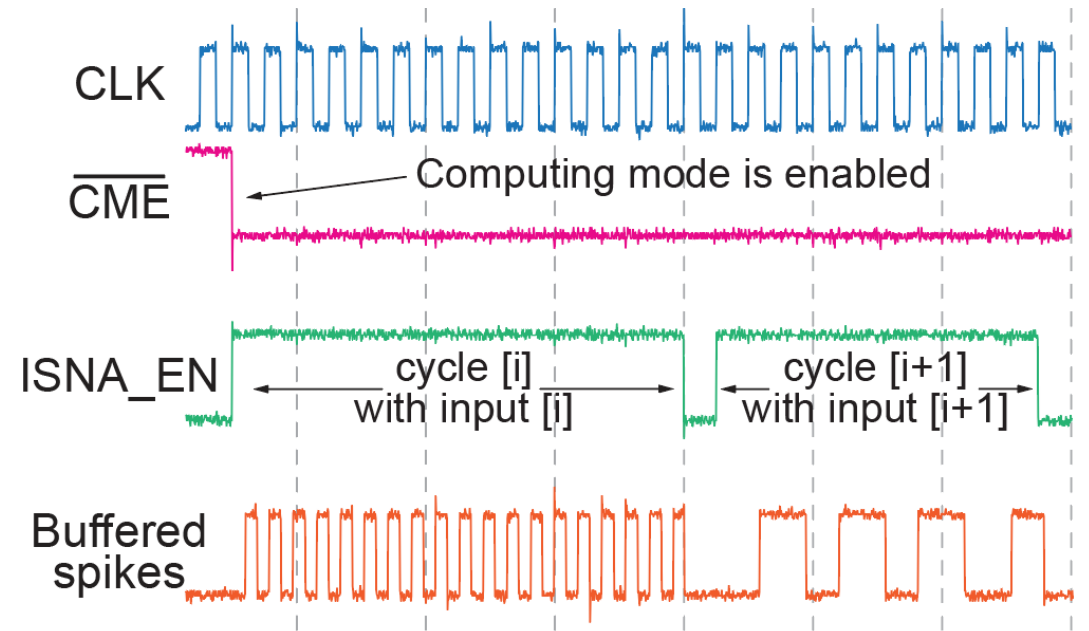 CLK
CME
Computing mode is enabled
ISNA_EN
cycle [i]
with input [i]
cycle [i+1]
with input [i+1]
Buffered
spikes